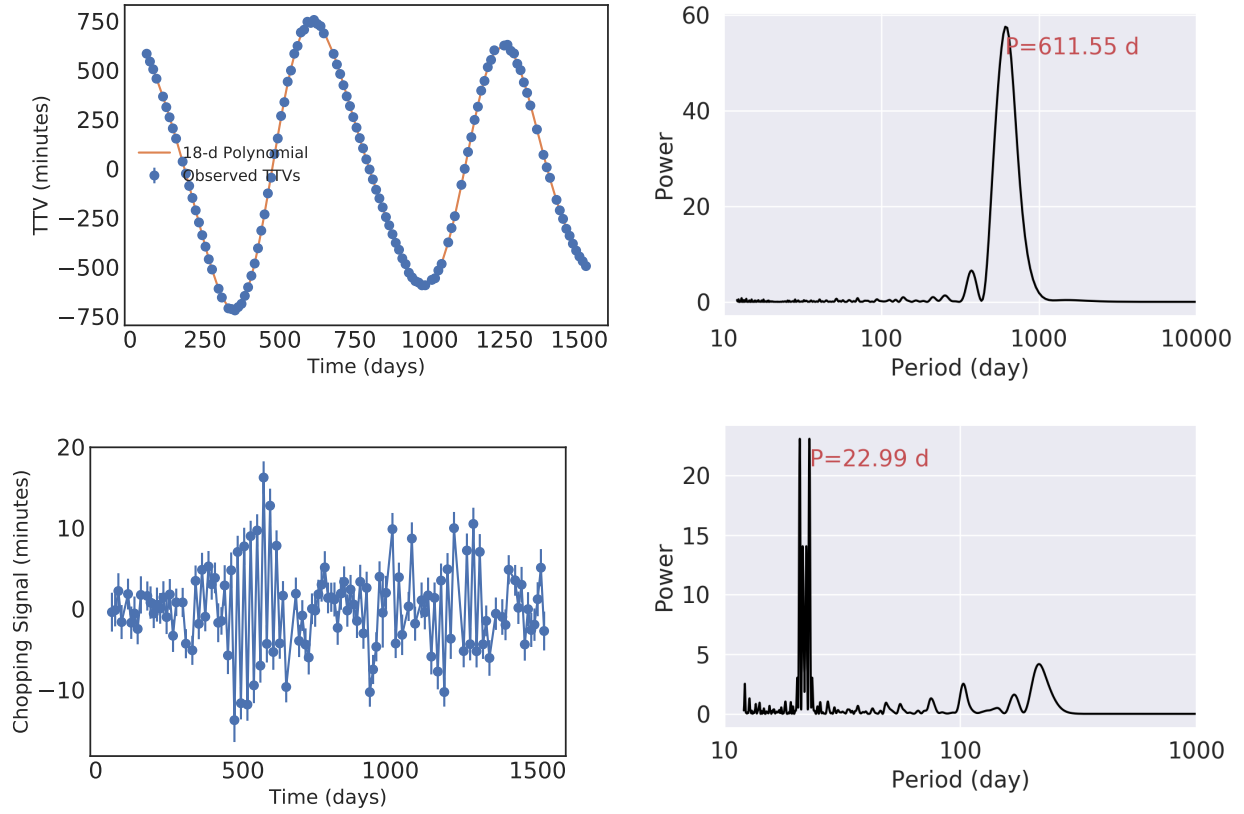 750
500
250
0
−250
−500
−750
TTV (minutes)
18-d Polynomial
Observed TTVs
0 250 500 750 1000 1250 1500
Time (days)
60
40
20
0
Power
P=611.55 d
10 100 1000 10000
Period (day)
20
10
0
−10
Chopping Signal (minutes)
0 500 1000 1500
Time (days)
20
15
10
5
0
Power
P=22.99 d
10 100 1000
Period (day)